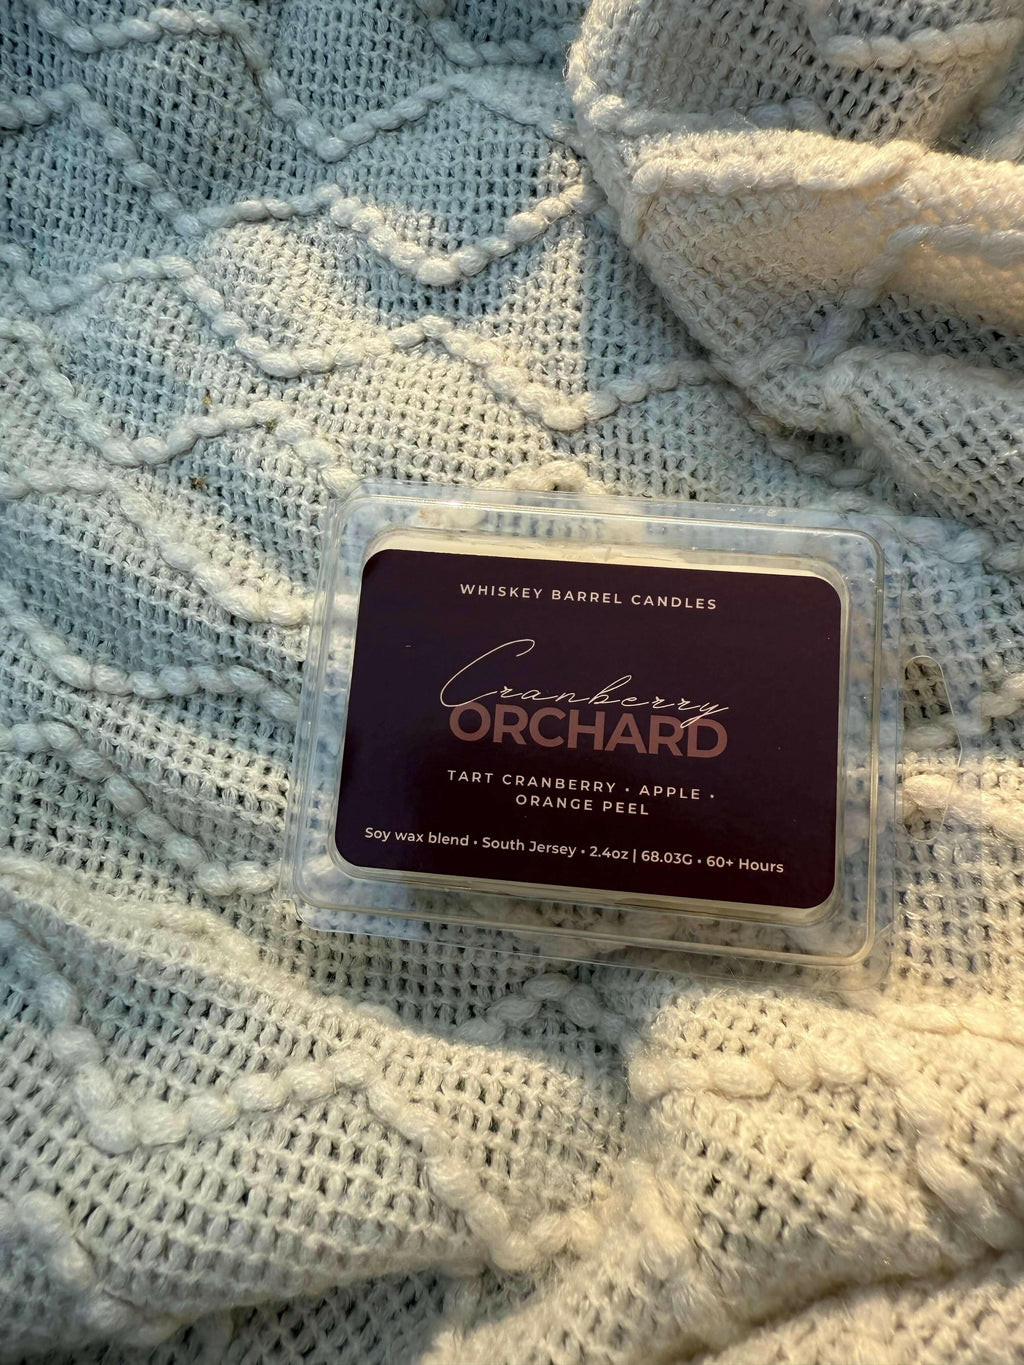 WHISKEY BARREL CANDLES
Cranberry
ORCHARD
TART CRANBERRY • APPLE •
ORANGE PEEL
Soy wax blend • South Jersey • 2.4oz | 68.03G • 60+ Hours